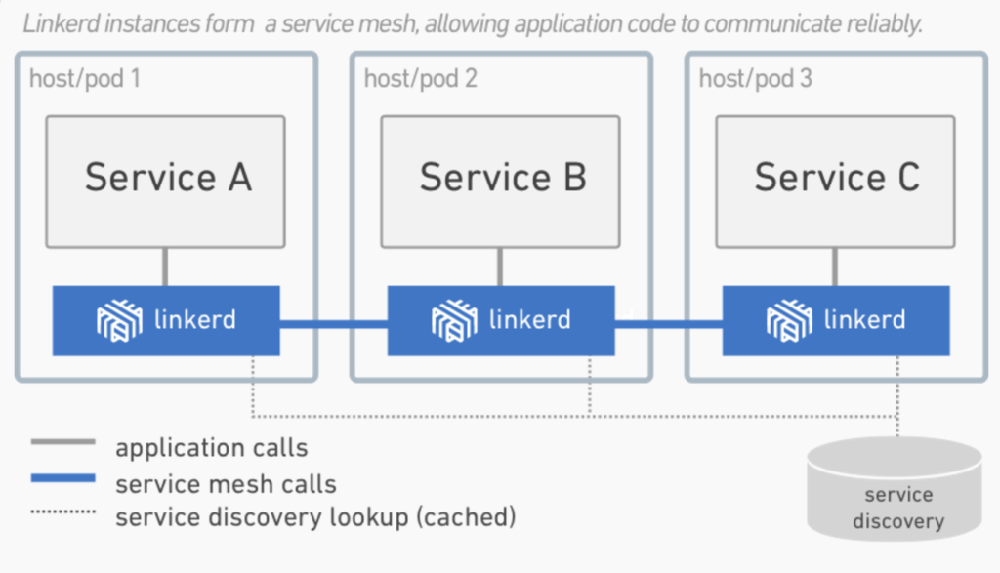 Linkerd instances form a service mesh, allowing application code to communicate reliably.
host/pod 1
host/pod 2
host/pod 3
Service A
Service B
Service C
linkerd
linkerd
linkerd
application calls
service mesh calls
service discovery lookup (cached)
service
discovery